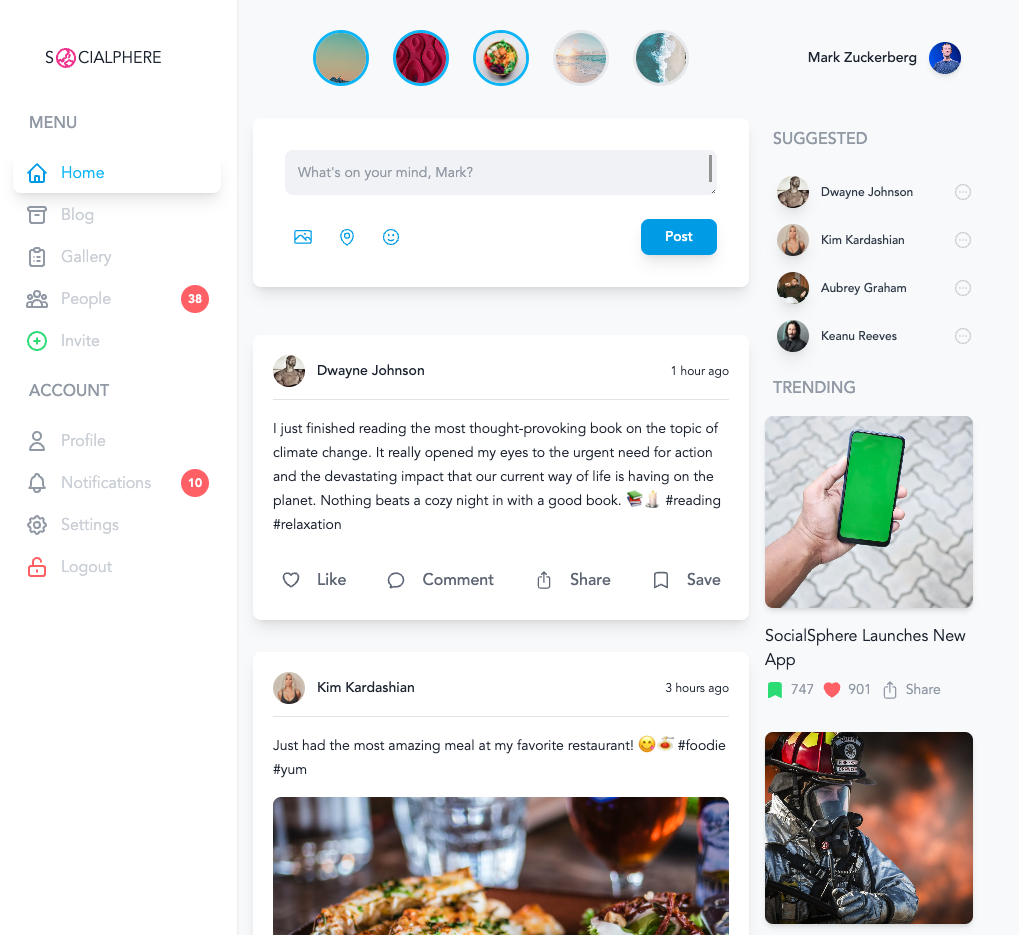 SOCIALPHERE
Mark Zuckerberg
MENU
Home
Blog
Gallery
People 38
Invite
ACCOUNT
Profile
Notifications 10
Settings
Logout
What's on your mind, Mark?
Post
Dwayne Johnson 1 hour ago
I just finished reading the most thought-provoking book on the topic of
climate change. It really opened my eyes to the urgent need for action
and the devastating impact that our current way of life is having on the
planet. Nothing beats a cozy night in with a good book. 📚🕯️ #reading
#relaxation
Like Comment Share Save
Kim Kardashian 3 hours ago
Just had the most amazing meal at my favorite restaurant! 😋🍝 #foodie
#yum
SUGGESTED
Dwayne Johnson
Kim Kardashian
Aubrey Graham
Keanu Reeves
TRENDING
SocialSphere Launches New
App
747 901 Share